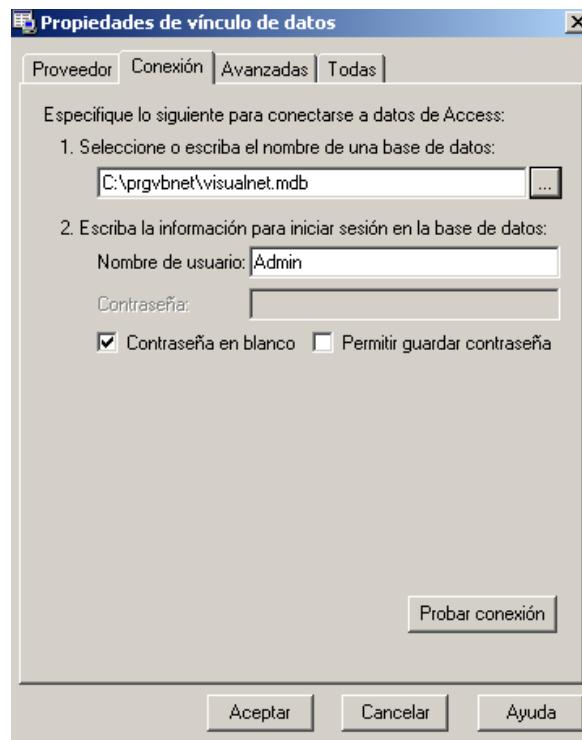 Propiedades de vínculo de datos
Proveedor Conexión Avanzadas Todas
Especifique lo siguiente para conectarse a datos de Access:
1. Seleccione o escriba el nombre de una base de datos:
C:\prgvbnet\visualnet.mdb ...
2. Escriba la información para iniciar sesión en la base de datos:
Nombre de usuario: Admin
Contraseña:
Contraseña en blanco Permitir guardar contraseña
Probar conexión
Aceptar Cancelar Ayuda